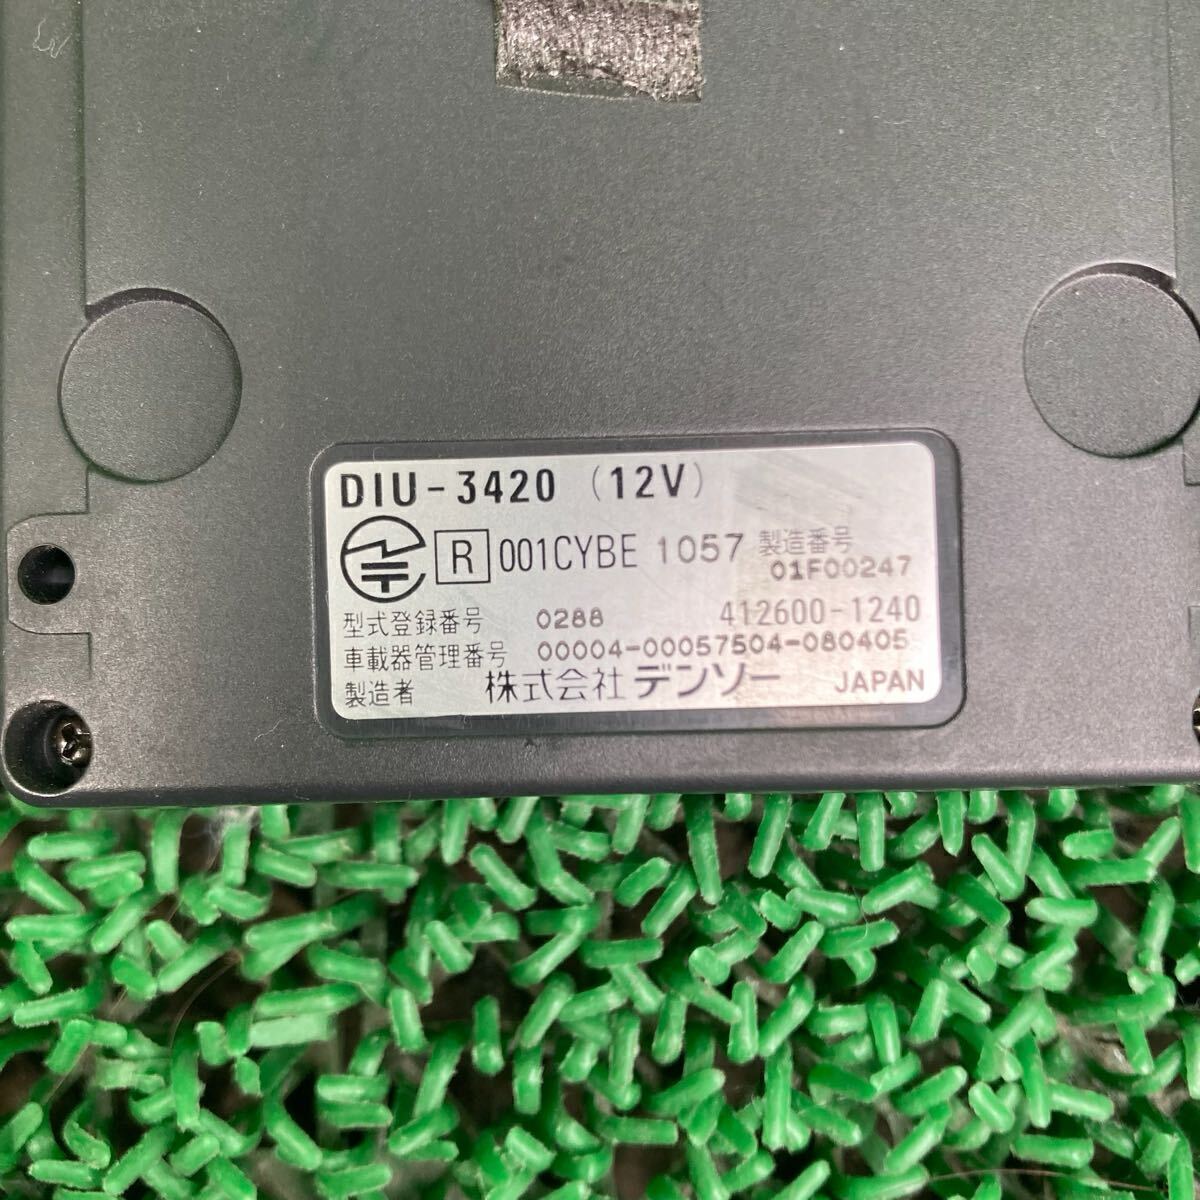 DIU-3420 (12V)
R 001CYBE 1057 製造番号
01F00247
型式登録番号 0288 412600-1240
車載器管理番号 00004-00057504-080405
製造者 株式会社デンソー JAPAN